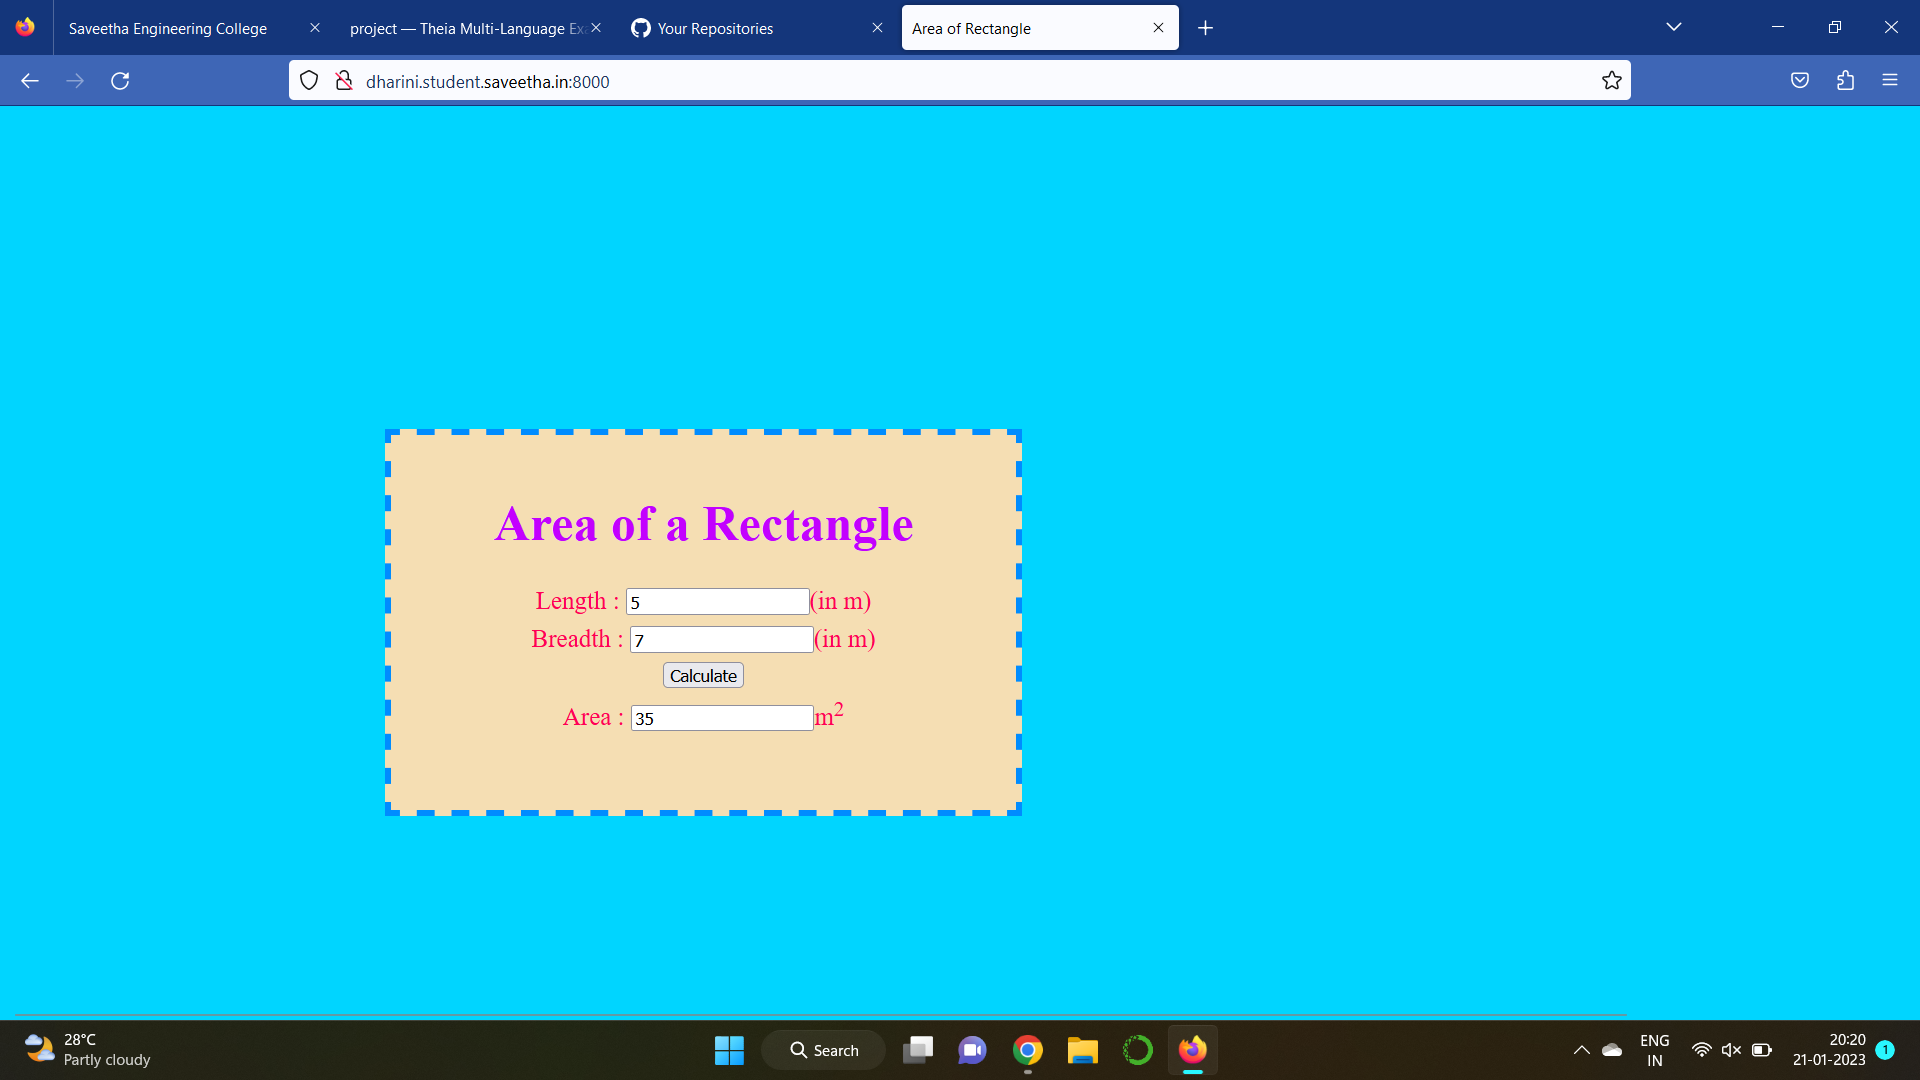 Saveetha Engineering College
project — Theia Multi-Language Ex
Your Repositories
Area of Rectangle
dharini.student.saveetha.in:8000
Area of a Rectangle
Length : 5 (in m)
Breadth : 7 (in m)
Calculate
Area : 35 m²
28°C
Partly cloudy
Search
ENG
IN
20:20
21-01-2023
1